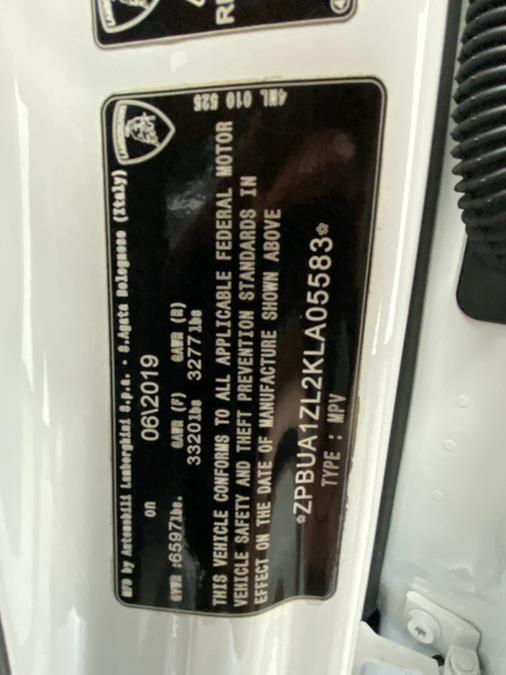 4ML 010 525
LAMBORGHINI
MFD by Automobili Lamborghini S.p.a. - S.Agata Bolognese (Italy)
on 06\2019
GAWR (F) GAWR (R)
GVWR :6597lbs. 3320lbs 3277lbs
THIS VEHICLE CONFORMS TO ALL APPLICABLE FEDERAL MOTOR
VEHICLE SAFETY AND THEFT PREVENTION STANDARDS IN
EFFECT ON THE DATE OF MANUFACTURE SHOWN ABOVE
*ZPBUA1ZL2KLA05583*
TYPE : MPV